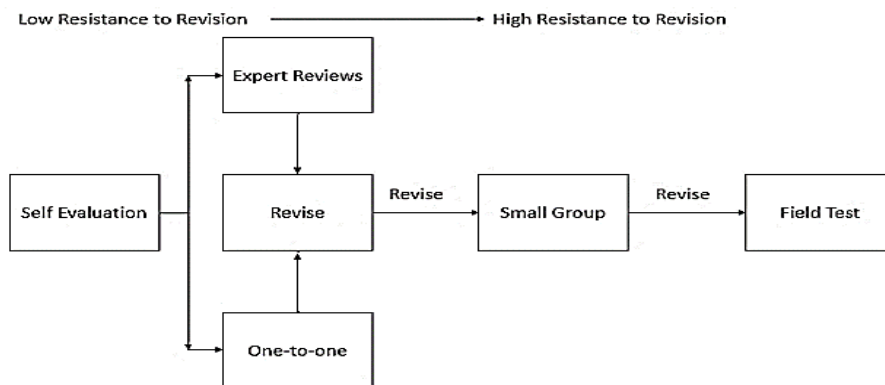 Low Resistance to Revision
High Resistance to Revision
Expert Reviews
Self Evaluation
Revise
Revise
Small Group
Revise
Field Test
One-to-one